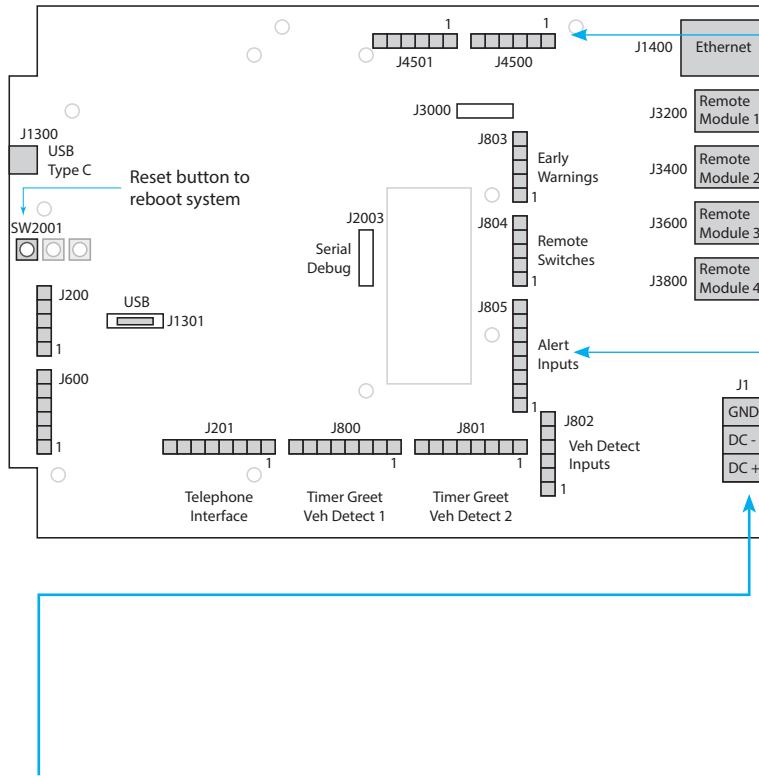 1
1
J4501
J4500
J1400
Ethernet
J3000
J3200
Remote
Module 1
J1300
USB
Type C
J803
Early
Warnings
1
J3400
Remote
Module 2
Reset button to
reboot system
SW2001
J2003
Serial
Debug
J804
Remote
Switches
1
J3600
Remote
Module 3
J3800
Remote
Module 4
J200
1
USB
J1301
J805
Alert
Inputs
1
J600
1
J1
GND
DC -
DC +
J201
1
Telephone
Interface
J800
1
Timer Greet
Veh Detect 1
J801
1
Timer Greet
Veh Detect 2
J802
Veh Detect
Inputs
1